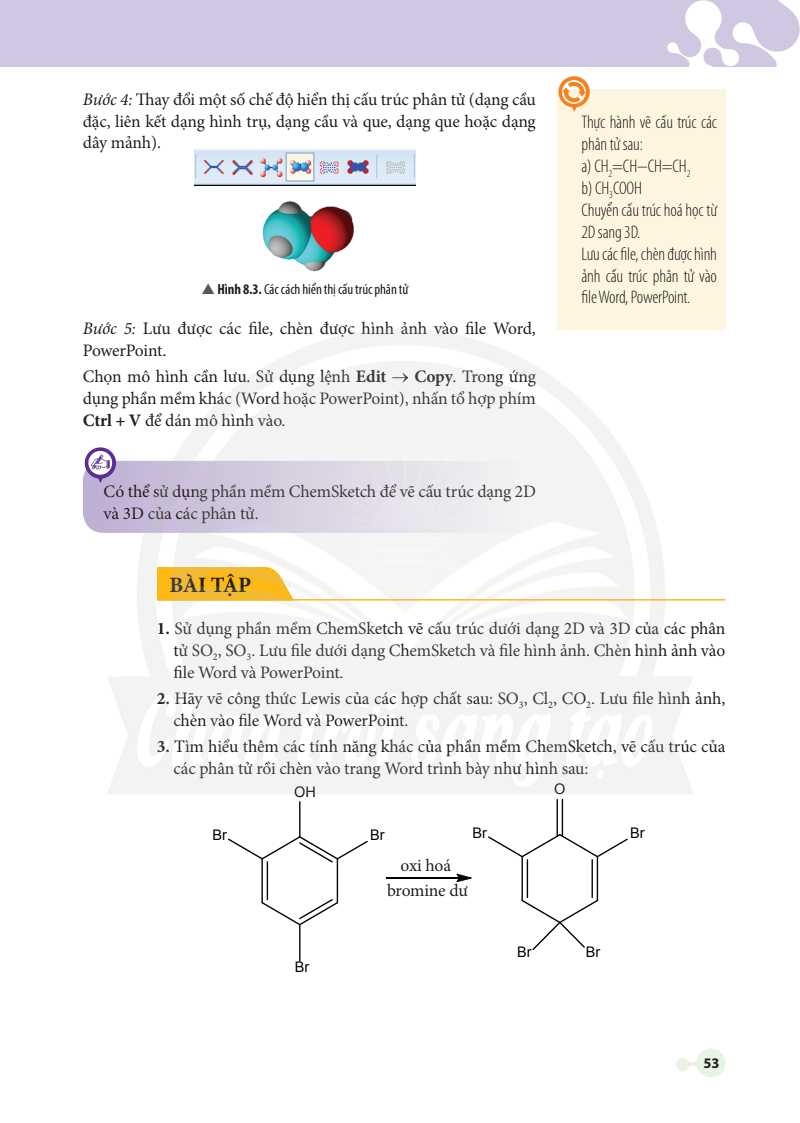 Bước 4: Thay đổi một số chế độ hiển thị cấu trúc phân tử (dạng cầu
đặc, liên kết dạng hình trụ, dạng cầu và que, dạng que hoặc dạng
dây mảnh).
▲ Hình 8.3. Các cách hiển thị cấu trúc phân tử
Bước 5: Lưu được các file, chèn được hình ảnh vào file Word,
PowerPoint.
Chọn mô hình cần lưu. Sử dụng lệnh Edit → Copy. Trong ứng
dụng phần mềm khác (Word hoặc PowerPoint), nhấn tổ hợp phím
Ctrl + V để dán mô hình vào.
Thực hành vẽ cấu trúc các
phân tử sau:
a) CH₂=CH–CH=CH₂
b) CH₃COOH
Chuyển cấu trúc hoá học từ
2D sang 3D.
Lưu các file, chèn được hình
ảnh cấu trúc phân tử vào
file Word, PowerPoint.
Có thể sử dụng phần mềm ChemSketch để vẽ cấu trúc dạng 2D
và 3D của các phân tử.
BÀI TẬP
1. Sử dụng phần mềm ChemSketch vẽ cấu trúc dưới dạng 2D và 3D của các phân
tử SO₂, SO₃. Lưu file dưới dạng ChemSketch và file hình ảnh. Chèn hình ảnh vào
file Word và PowerPoint.
2. Hãy vẽ công thức Lewis của các hợp chất sau: SO₃, Cl₂, CO₂. Lưu file hình ảnh,
chèn vào file Word và PowerPoint.
3. Tìm hiểu thêm các tính năng khác của phần mềm ChemSketch, vẽ cấu trúc của
các phân tử rồi chèn vào trang Word trình bày như hình sau:
Chân trời sáng tạo
OH
Br
Br
Br
oxi hoá
bromine dư
O
Br
Br
Br
Br
53